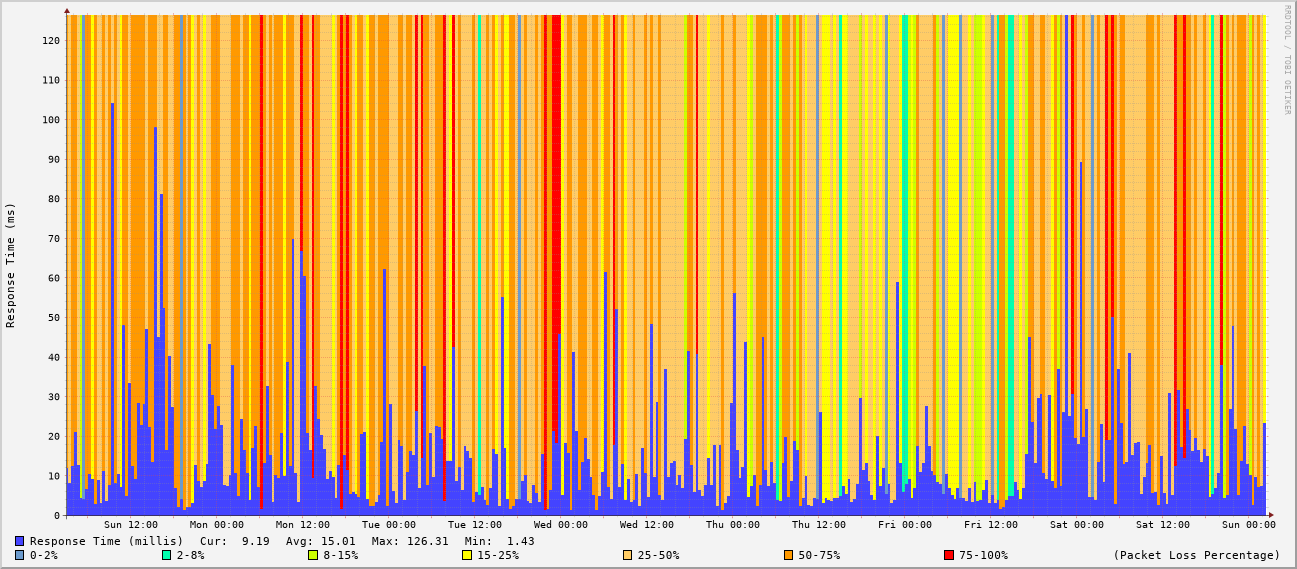 RRDTOOL / TOBI OETIKER
Response Time (ms)
120
110
100
90
80
70
60
50
40
30
20
10
0
Sun 12:00 Mon 00:00 Mon 12:00 Tue 00:00 Tue 12:00 Wed 00:00 Wed 12:00 Thu 00:00 Thu 12:00 Fri 00:00 Fri 12:00 Sat 00:00 Sat 12:00 Sun 00:00
Response Time (millis) Cur: 9.19 Avg: 15.01 Max: 126.31 Min: 1.43
0-2% 2-8% 8-15% 15-25% 25-50% 50-75% 75-100% (Packet Loss Percentage)